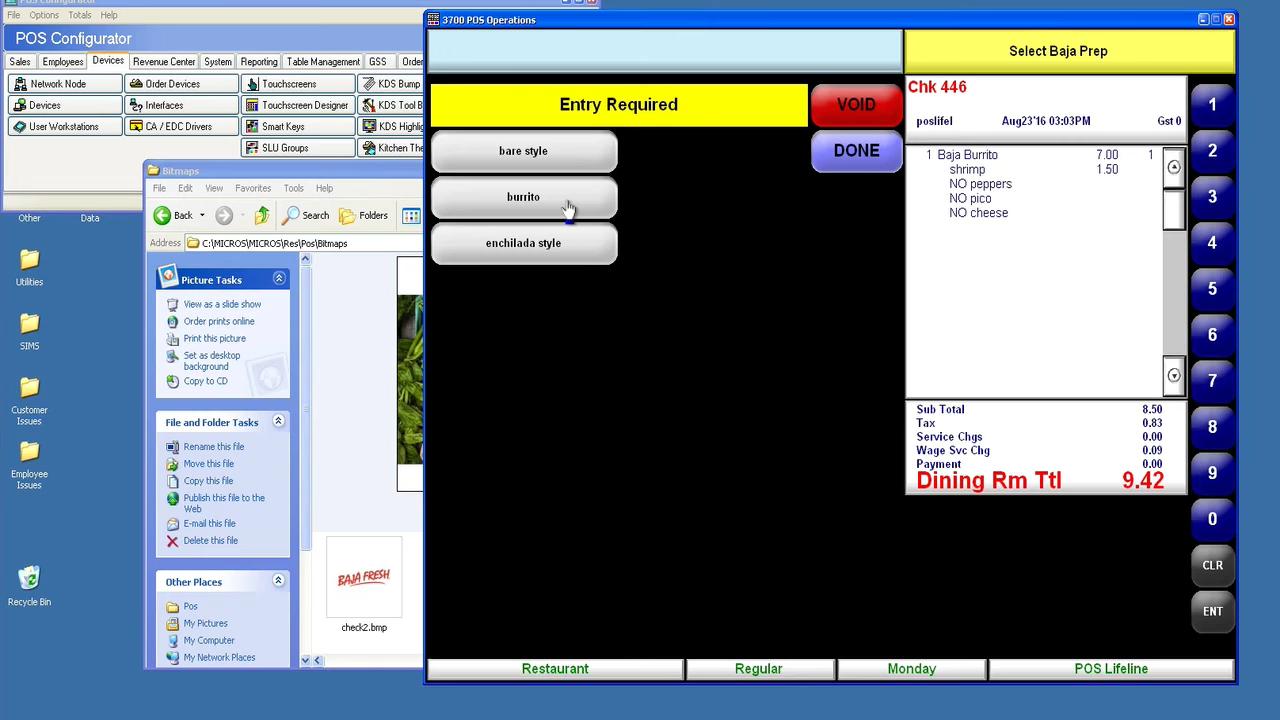 POS Configurator
File Options Totals Help
POS Configurator
Sales Employees Devices Revenue Center Reporting System Table Management GSS Order
Network Node Order Devices Touchscreens KDS Bump
Devices Interfaces Touchscreen Designer KDS Tool B
User Workstations CA / EDC Drivers Smart Keys KDS Highlig
SLU Groups Kitchen The
Other Data
Utilities
SIMS
Customer
Issues
Employee
Issues
Recycle Bin
Bitmaps
File Edit View Favorites Tools Help
Back Search Folders
Address C:\MICROS\MICROS\Res\Pos\Bitmaps
Picture Tasks
View as a slide show
Order prints online
Print this picture
Set as desktop
background
Copy to CD
File and Folder Tasks
Rename this file
Move this file
Copy this file
Publish this file to the
Web
E-mail this file
Delete this file
Other Places
Pos
My Pictures
My Computer
My Network Places
BAJA FRESH
check2.bmp
3700 POS Operations
Select Baja Prep
Entry Required
VOID
DONE
bare style
burrito
enchilada style
Chk 446
poslifel Aug23'16 03:03PM Gst 0
1 Baja Burrito 7.00 1
shrimp 1.50
NO peppers
NO pico
NO cheese
Sub Total 8.50
Tax 0.83
Service Chgs 0.00
Wage Svc Chg 0.09
Payment 0.00
Dining Rm Ttl 9.42
1
2
3
4
5
6
7
8
9
0
CLR
ENT
Restaurant Regular Monday POS Lifeline